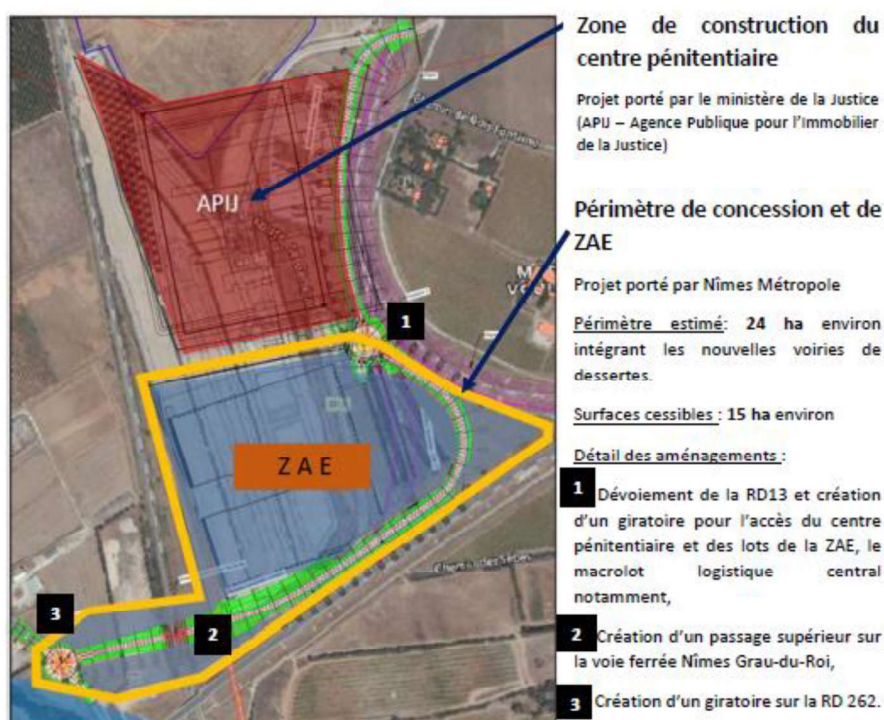 Zone de construction du
centre pénitentiaire
Projet porté par le ministère de la Justice
(APIJ – Agence Publique pour l'Immobilier
de la Justice)
Périmètre de concession et de
ZAE
Projet porté par Nîmes Métropole
Périmètre estimé: 24 ha environ
intégrant les nouvelles voiries de
dessertes.
Surfaces cessibles : 15 ha environ
Détail des aménagements :
1 Dévoiement de la RD13 et création
d'un giratoire pour l'accès du centre
pénitentiaire et des lots de la ZAE, le
macrolot logistique central
notamment,
2 Création d'un passage supérieur sur
la voie ferrée Nîmes Grau-du-Roi,
3 Création d'un giratoire sur la RD 262.
APIJ
1
Z A E
3
2